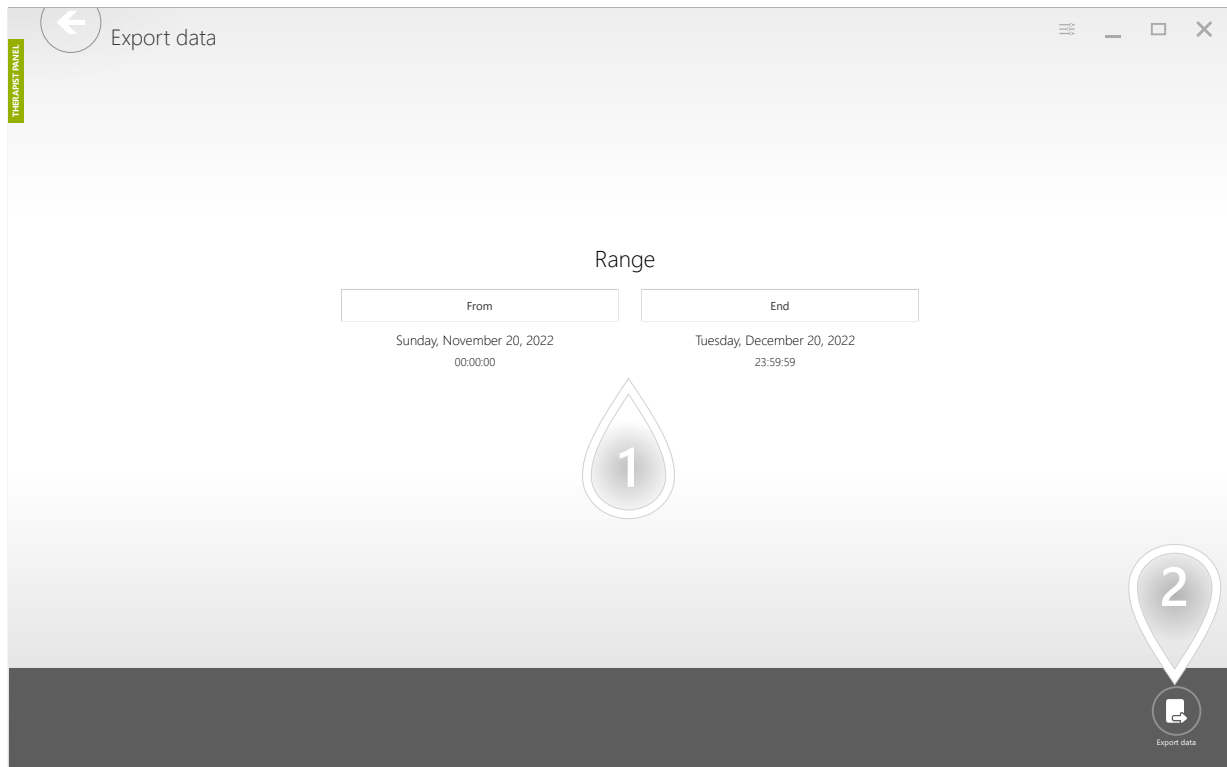 Export data
THERAPIST PANEL
Range
From
End
Sunday, November 20, 2022
Tuesday, December 20, 2022
00:00:00
23:59:59
1
2
Export data